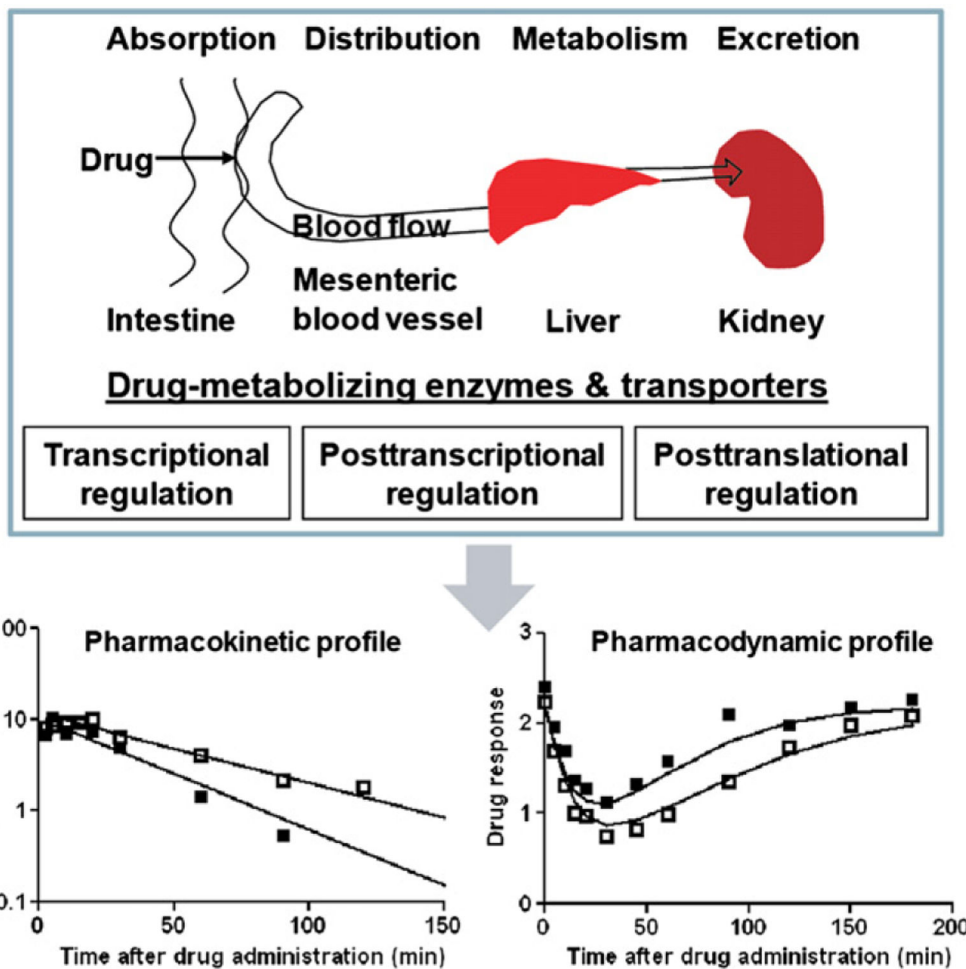 Absorption Distribution Metabolism Excretion
Drug
Blood flow
Mesenteric
blood vessel
Intestine
Liver
Kidney
Drug-metabolizing enzymes & transporters
Transcriptional
regulation
Posttranscriptional
regulation
Posttranslational
regulation
Pharmacokinetic profile
00
10
1
0.1
0
50
100
150
Time after drug administration (min)
Pharmacodynamic profile
Drug response
3
2
1
0
0
50
100
150
200
Time after drug administration (min)